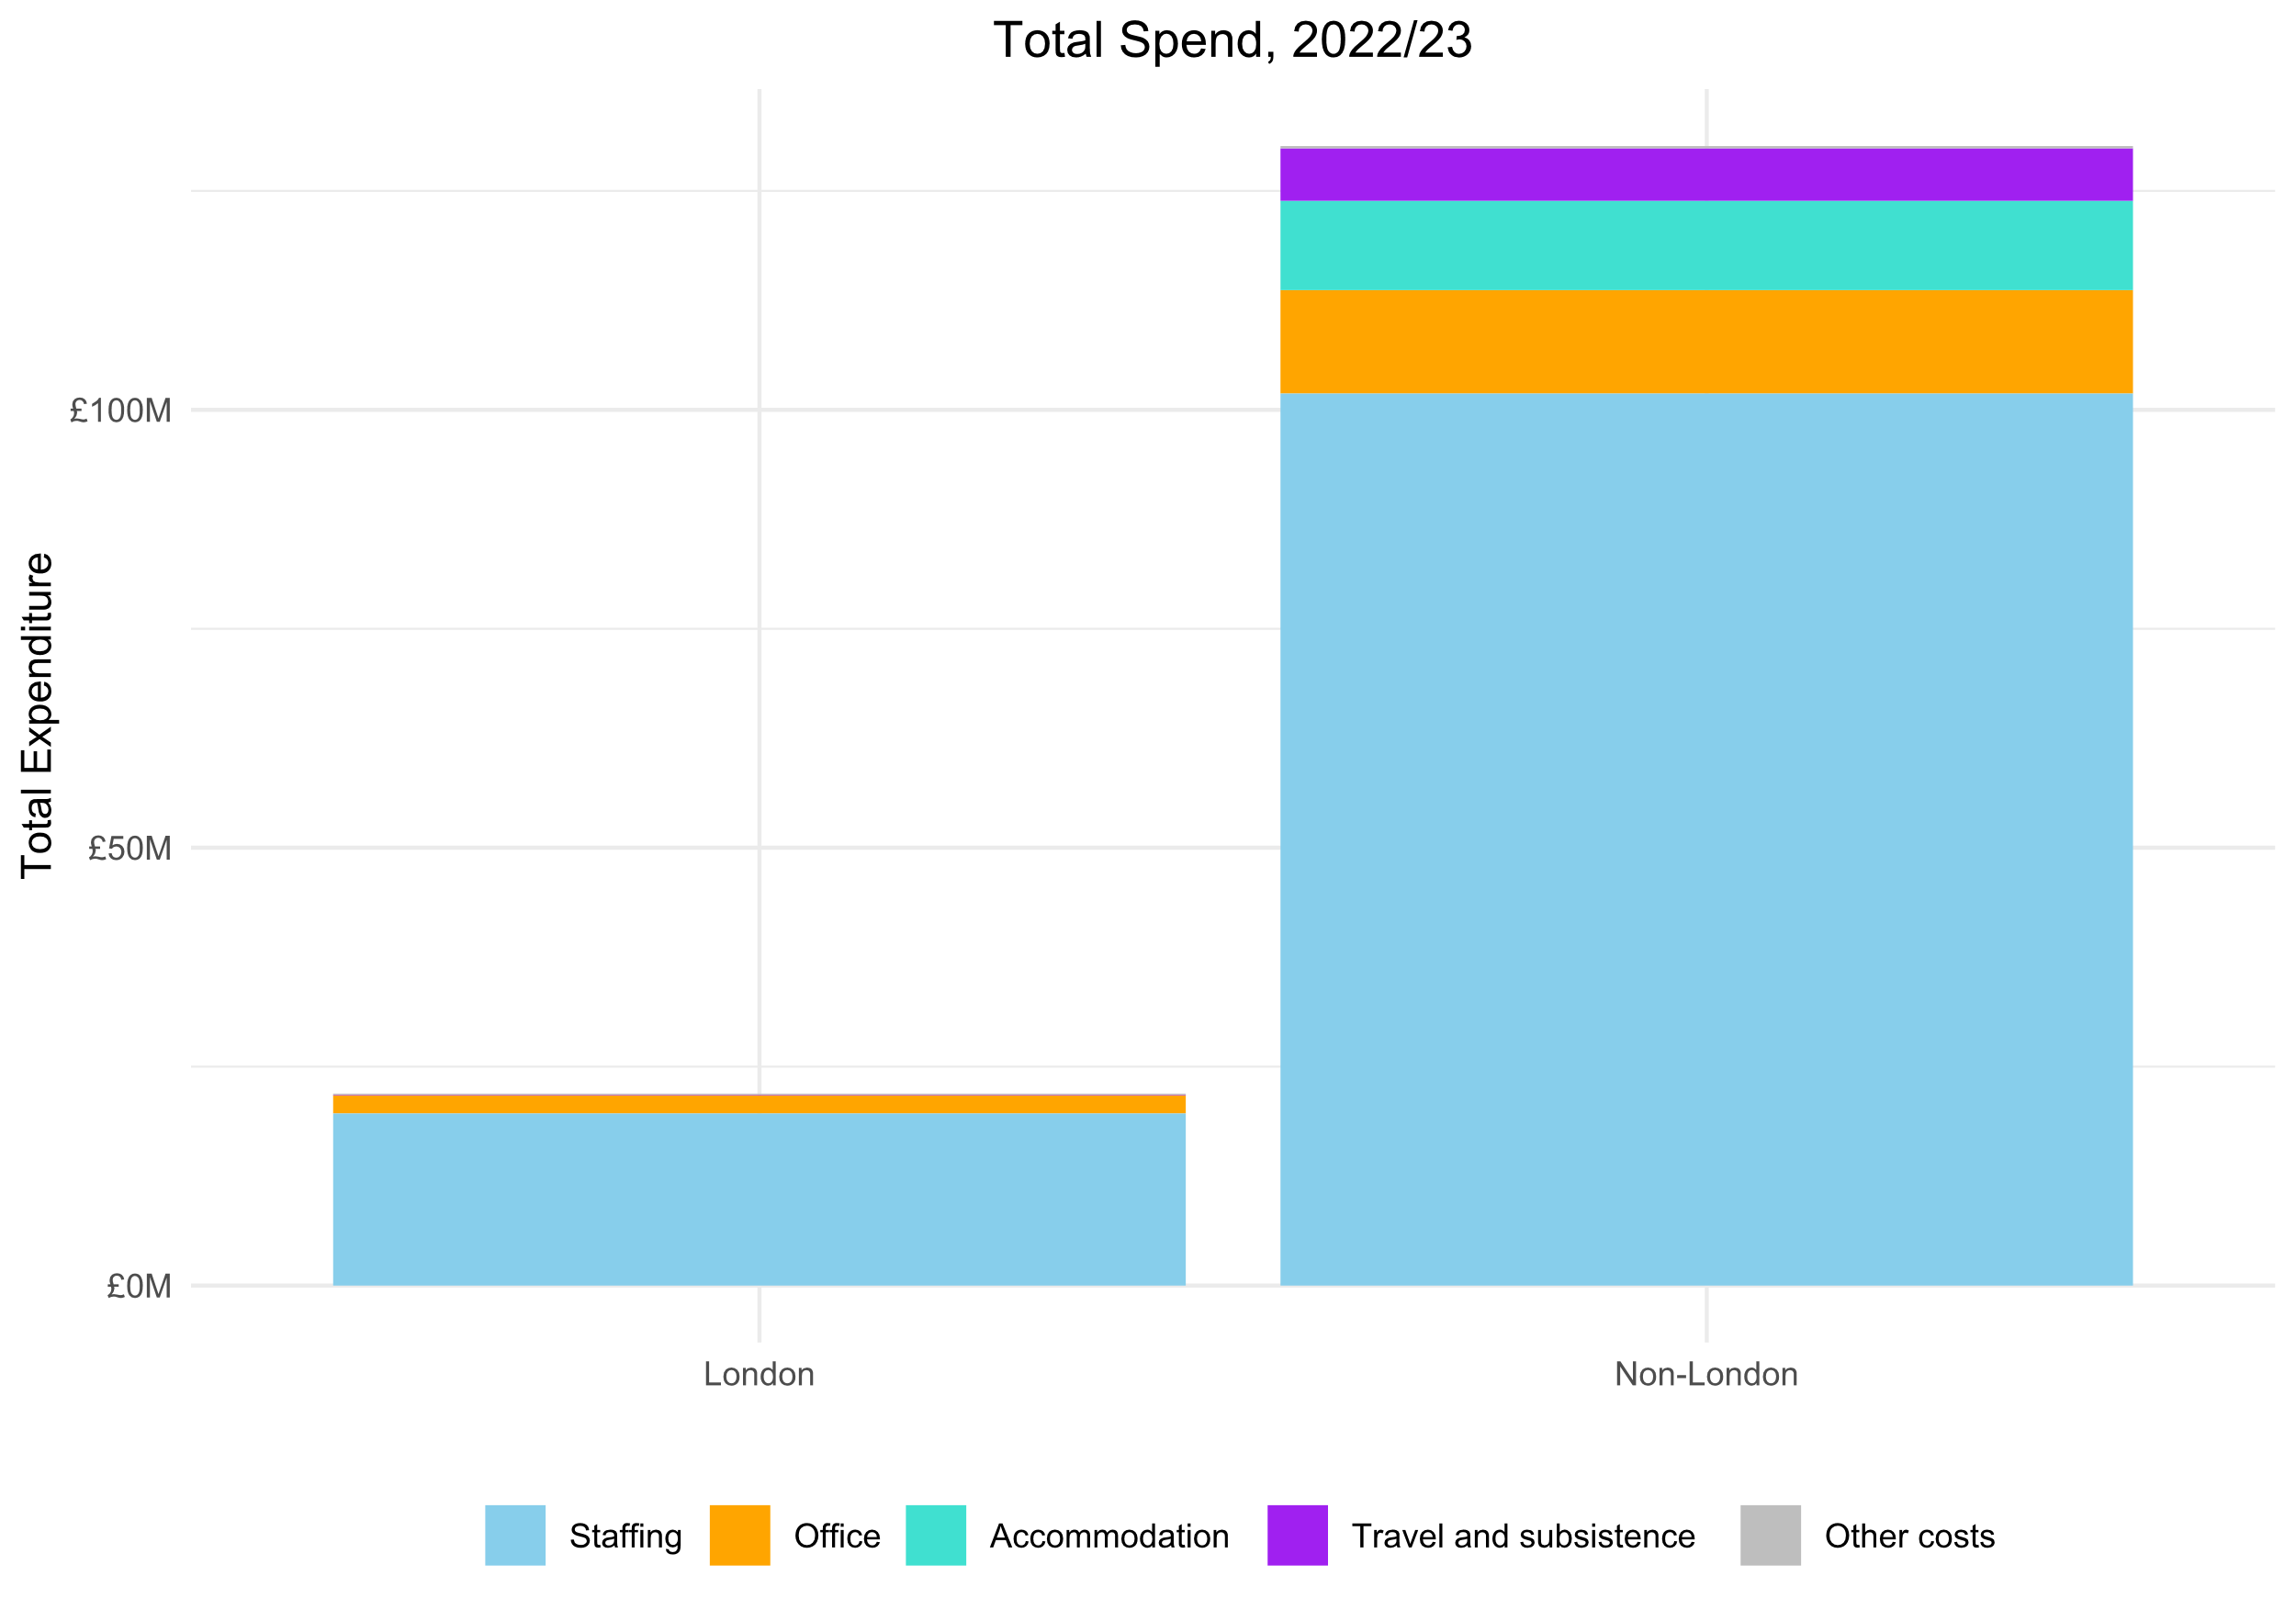 Total Spend, 2022/23
Total Expenditure
£100M
£50M
£0M
London
Non-London
Staffing
Office
Accommodation
Travel and subsistence
Other costs